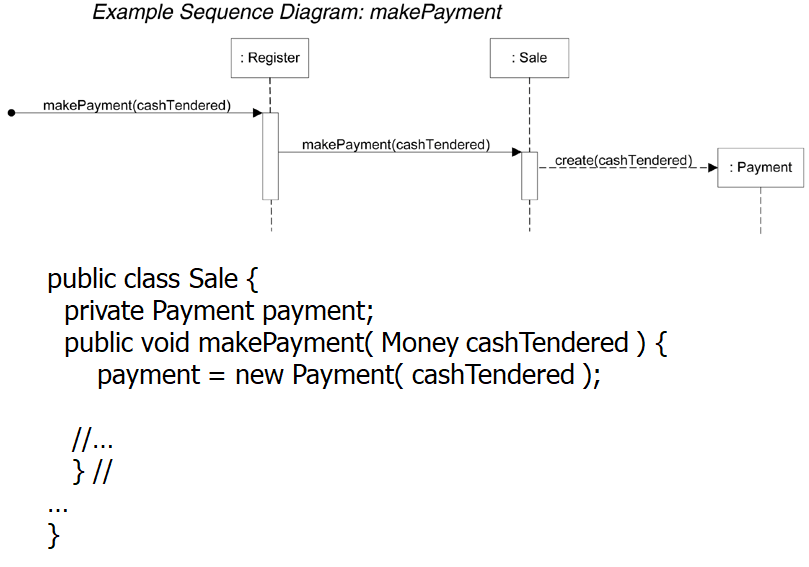 Example Sequence Diagram: makePayment
: Register
: Sale
makePayment(cashTendered)
makePayment(cashTendered)
create(cashTendered)
: Payment
public class Sale {
private Payment payment;
public void makePayment( Money cashTendered ) {
payment = new Payment( cashTendered );
//...
} //
...
}